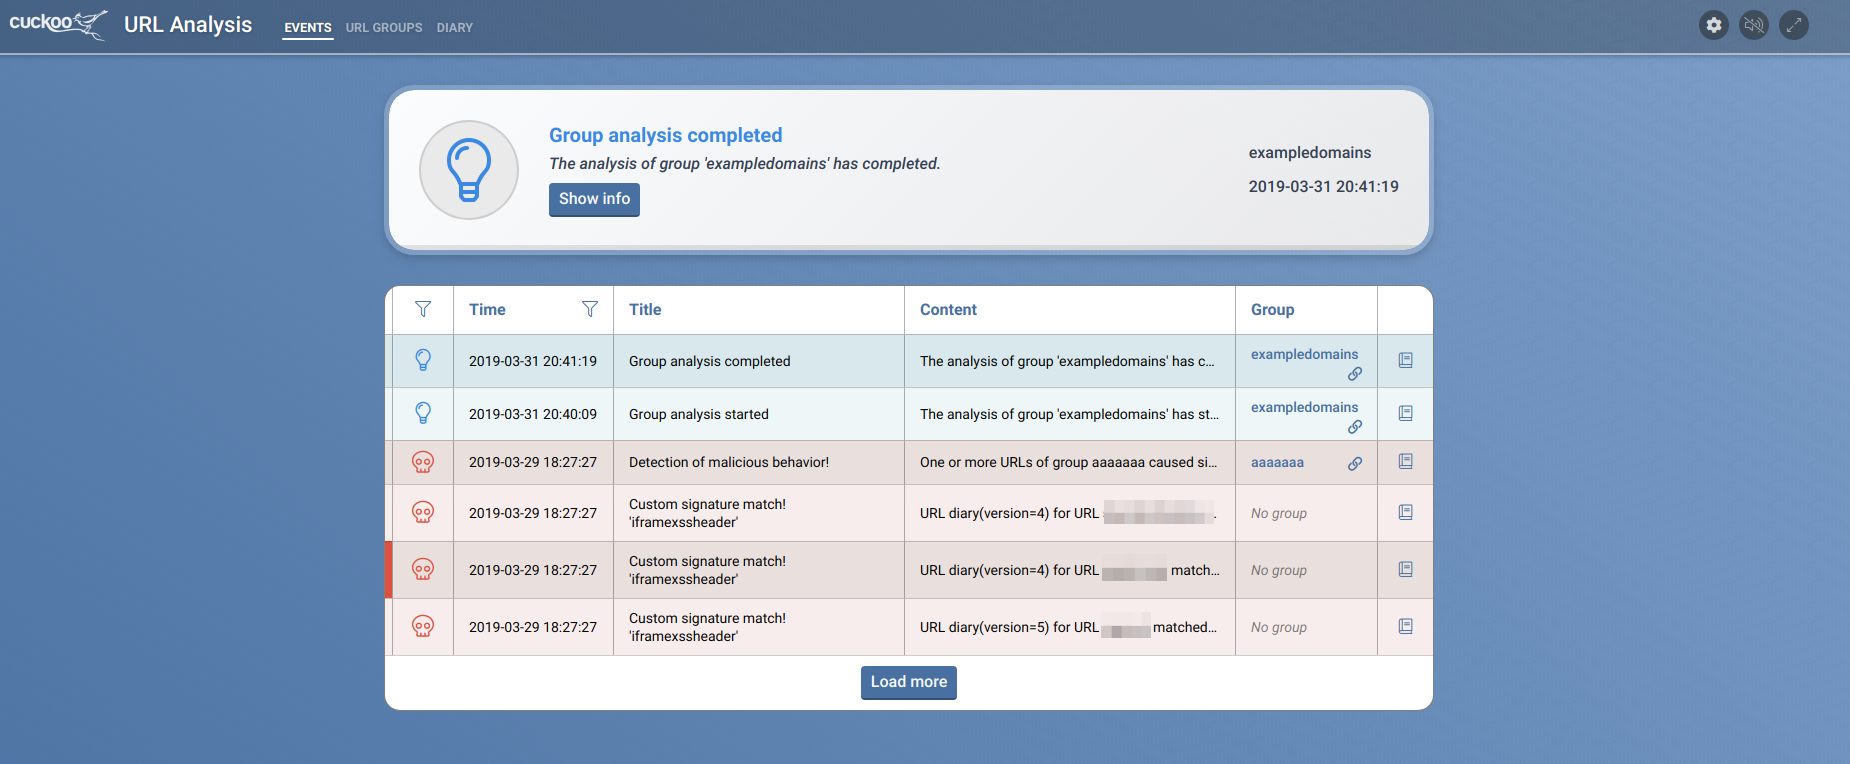 cuckoo URL Analysis EVENTS URL GROUPS DIARY
Group analysis completed
The analysis of group 'exampledomains' has completed.
Show info
exampledomains
2019-03-31 20:41:19
Time Title Content Group
2019-03-31 20:41:19 Group analysis completed The analysis of group 'exampledomains' has c... exampledomains
2019-03-31 20:40:09 Group analysis started The analysis of group 'exampledomains' has st... exampledomains
2019-03-29 18:27:27 Detection of malicious behavior! One or more URLs of group aaaaaaa caused si... aaaaaaa
2019-03-29 18:27:27 Custom signature match!
'iframexssheader' URL diary(version=4) for URL No group
2019-03-29 18:27:27 Custom signature match!
'iframexssheader' URL diary(version=4) for URL match... No group
2019-03-29 18:27:27 Custom signature match!
'iframexssheader' URL diary(version=5) for URL matched... No group
Load more